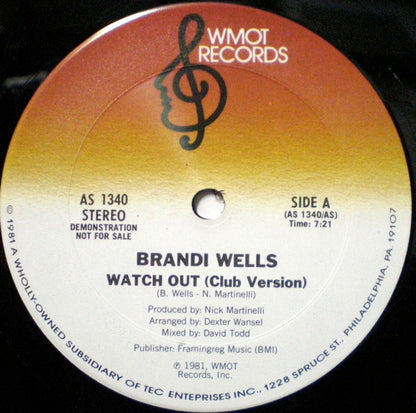 WMOT
RECORDS
AS 1340
STEREO
DEMONSTRATION
NOT FOR SALE
SIDE A
(AS 1340/AS)
Time: 7:21
BRANDI WELLS
WATCH OUT (Club Version)
(B. Wells - N. Martinelli)
Produced by: Nick Martinelli
Arranged by: Dexter Wansel
Mixed by: David Todd
Publisher: Framingreg Music (BMI)
℗ 1981, WMOT
Records, Inc.
© 1981 A WHOLLY-OWNED SUBSIDIARY OF TEC ENTERPRISES INC., 1228 SPRUCE ST. PHILADELPHIA, PA. 19107